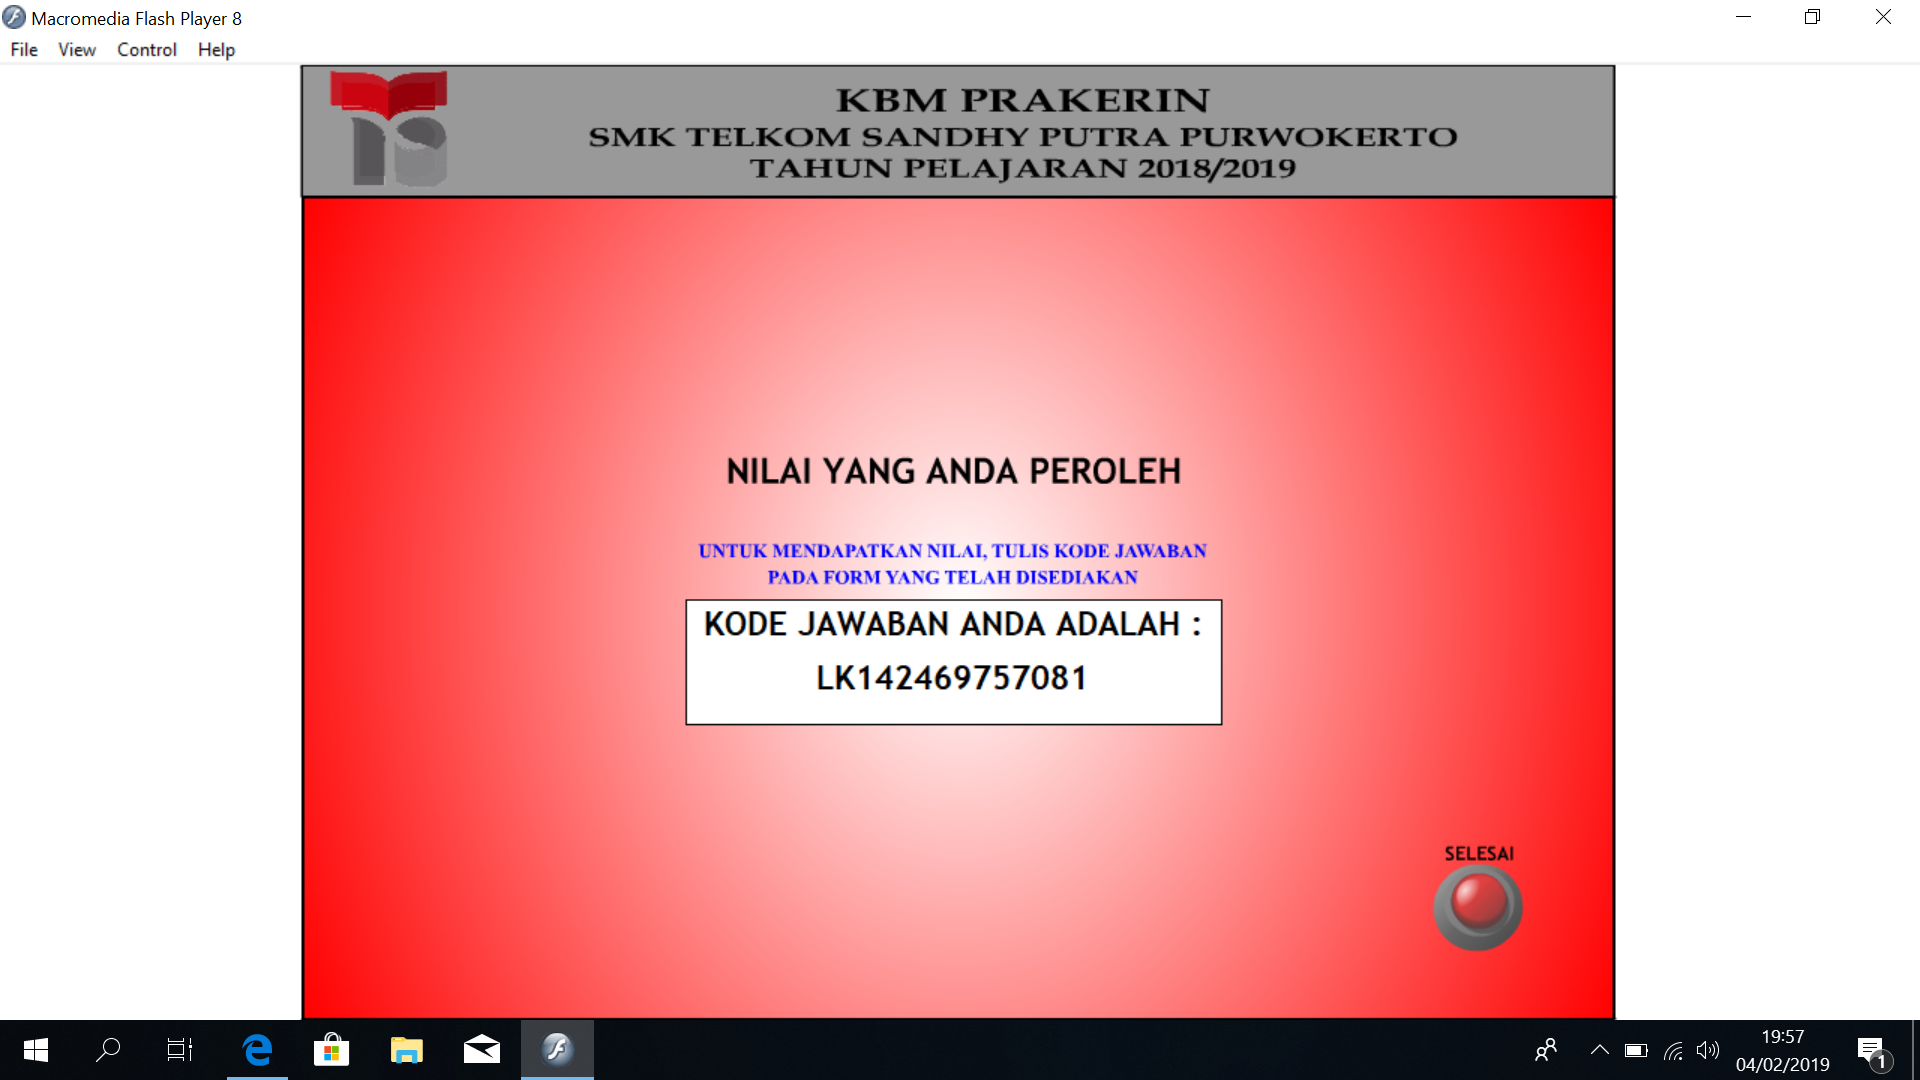 Macromedia Flash Player 8
File View Control Help
KBM PRAKERIN
SMK TELKOM SANDHY PUTRA PURWOKERTO
TAHUN PELAJARAN 2018/2019
NILAI YANG ANDA PEROLEH
UNTUK MENDAPATKAN NILAI, TULIS KODE JAWABAN
PADA FORM YANG TELAH DISEDIAKAN
KODE JAWABAN ANDA ADALAH :
LK142469757081
SELESAI
19:57
04/02/2019
1